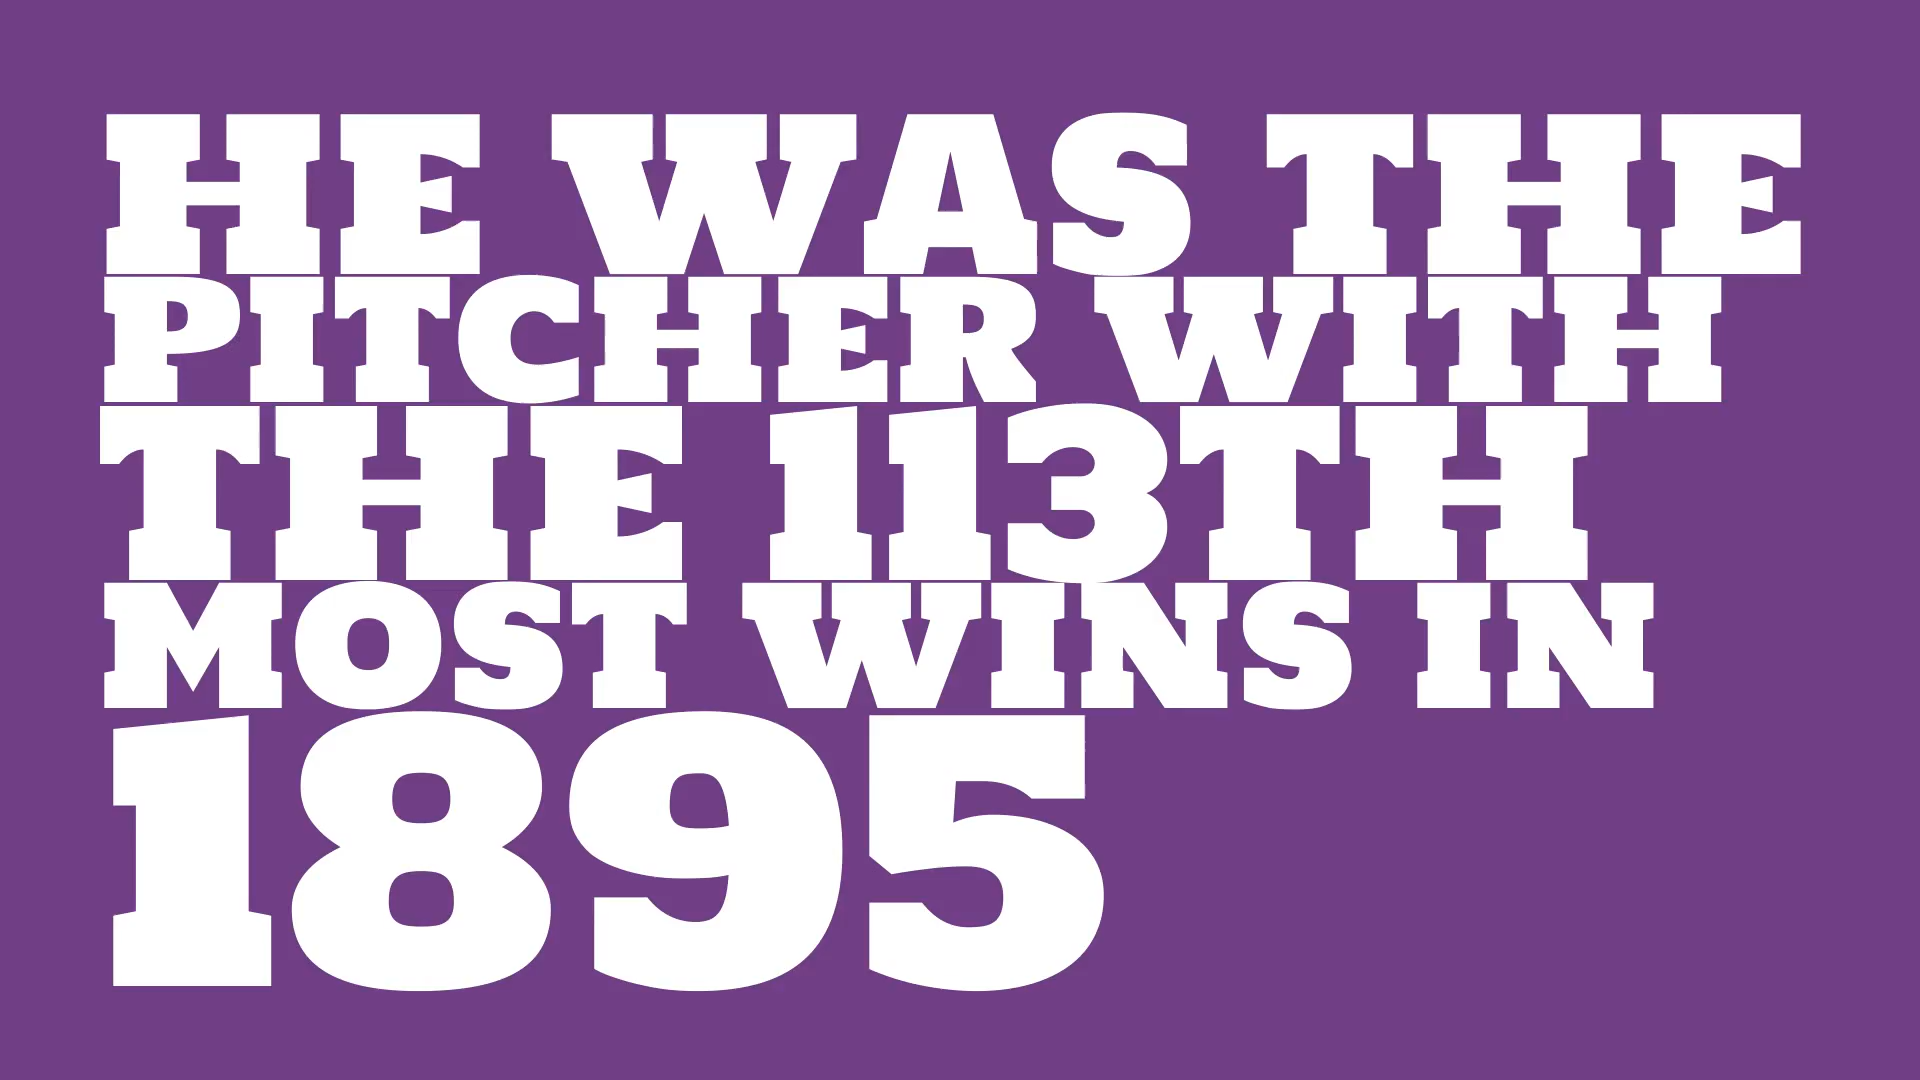 HE WAS THE
PITCHER WITH
THE 113TH
MOST WINS IN
1895